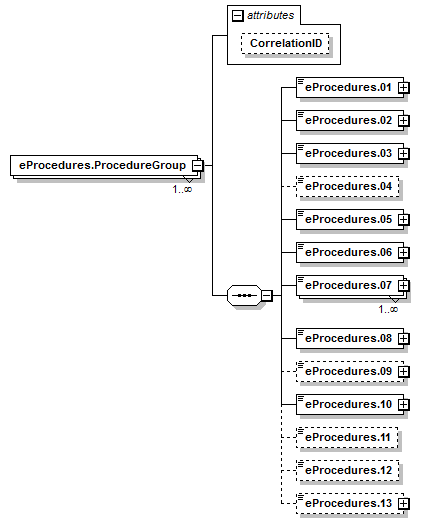 attributes
CorrelationID
eProcedures.ProcedureGroup
1..∞
eProcedures.01
eProcedures.02
eProcedures.03
eProcedures.04
eProcedures.05
eProcedures.06
eProcedures.07
1..∞
eProcedures.08
eProcedures.09
eProcedures.10
eProcedures.11
eProcedures.12
eProcedures.13